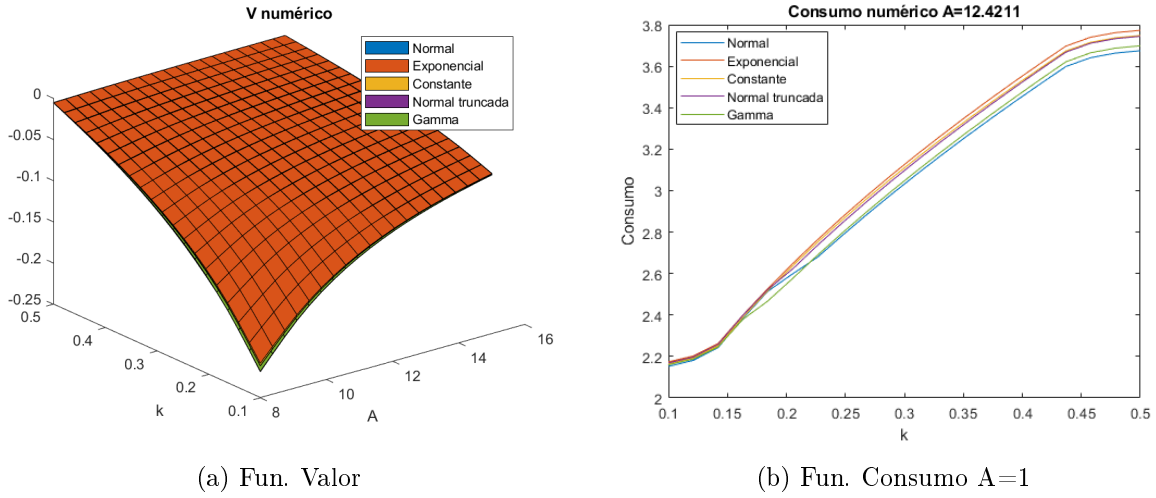 V numérico
Normal
Exponencial
Constante
Normal truncada
Gamma
0
-0.05
-0.1
-0.15
-0.2
-0.25
0.5
0.4
0.3
0.2
0.1
k
8
10
12
14
16
A
(a) Fun. Valor
Consumo numérico A=12.4211
Normal
Exponencial
Constante
Normal truncada
Gamma
3.8
3.6
3.4
3.2
3
2.8
2.6
2.4
2.2
2
Consumo
0.1 0.15 0.2 0.25 0.3 0.35 0.4 0.45 0.5
k
(b) Fun. Consumo A=1